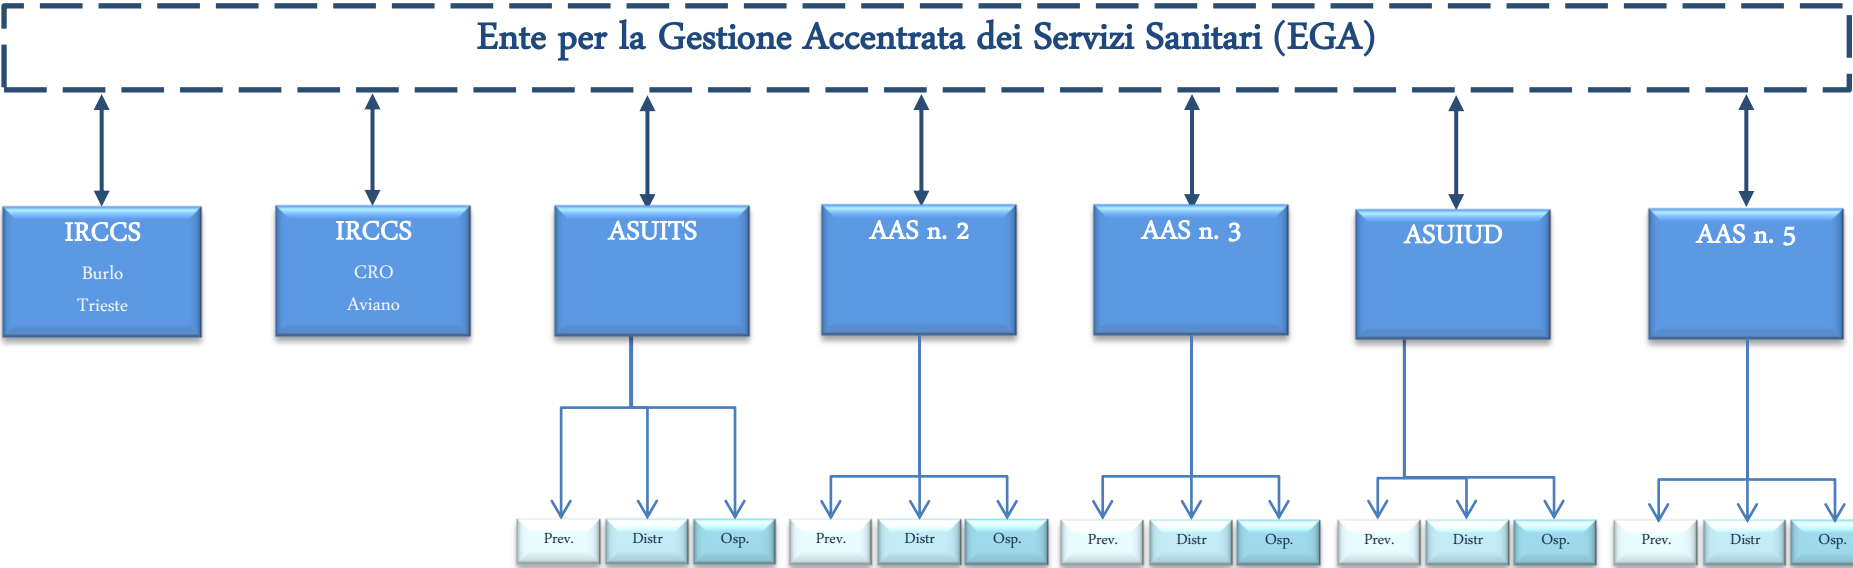 Ente per la Gestione Accentrata dei Servizi Sanitari (EGA)
IRCCS
Burlo
Trieste
IRCCS
CRO
Aviano
ASUITS
AAS n. 2
AAS n. 3
ASUIUD
AAS n. 5
Prev.
Distr
Osp.
Prev.
Distr
Osp.
Prev.
Distr
Osp.
Prev.
Distr
Osp.
Prev.
Distr
Osp.